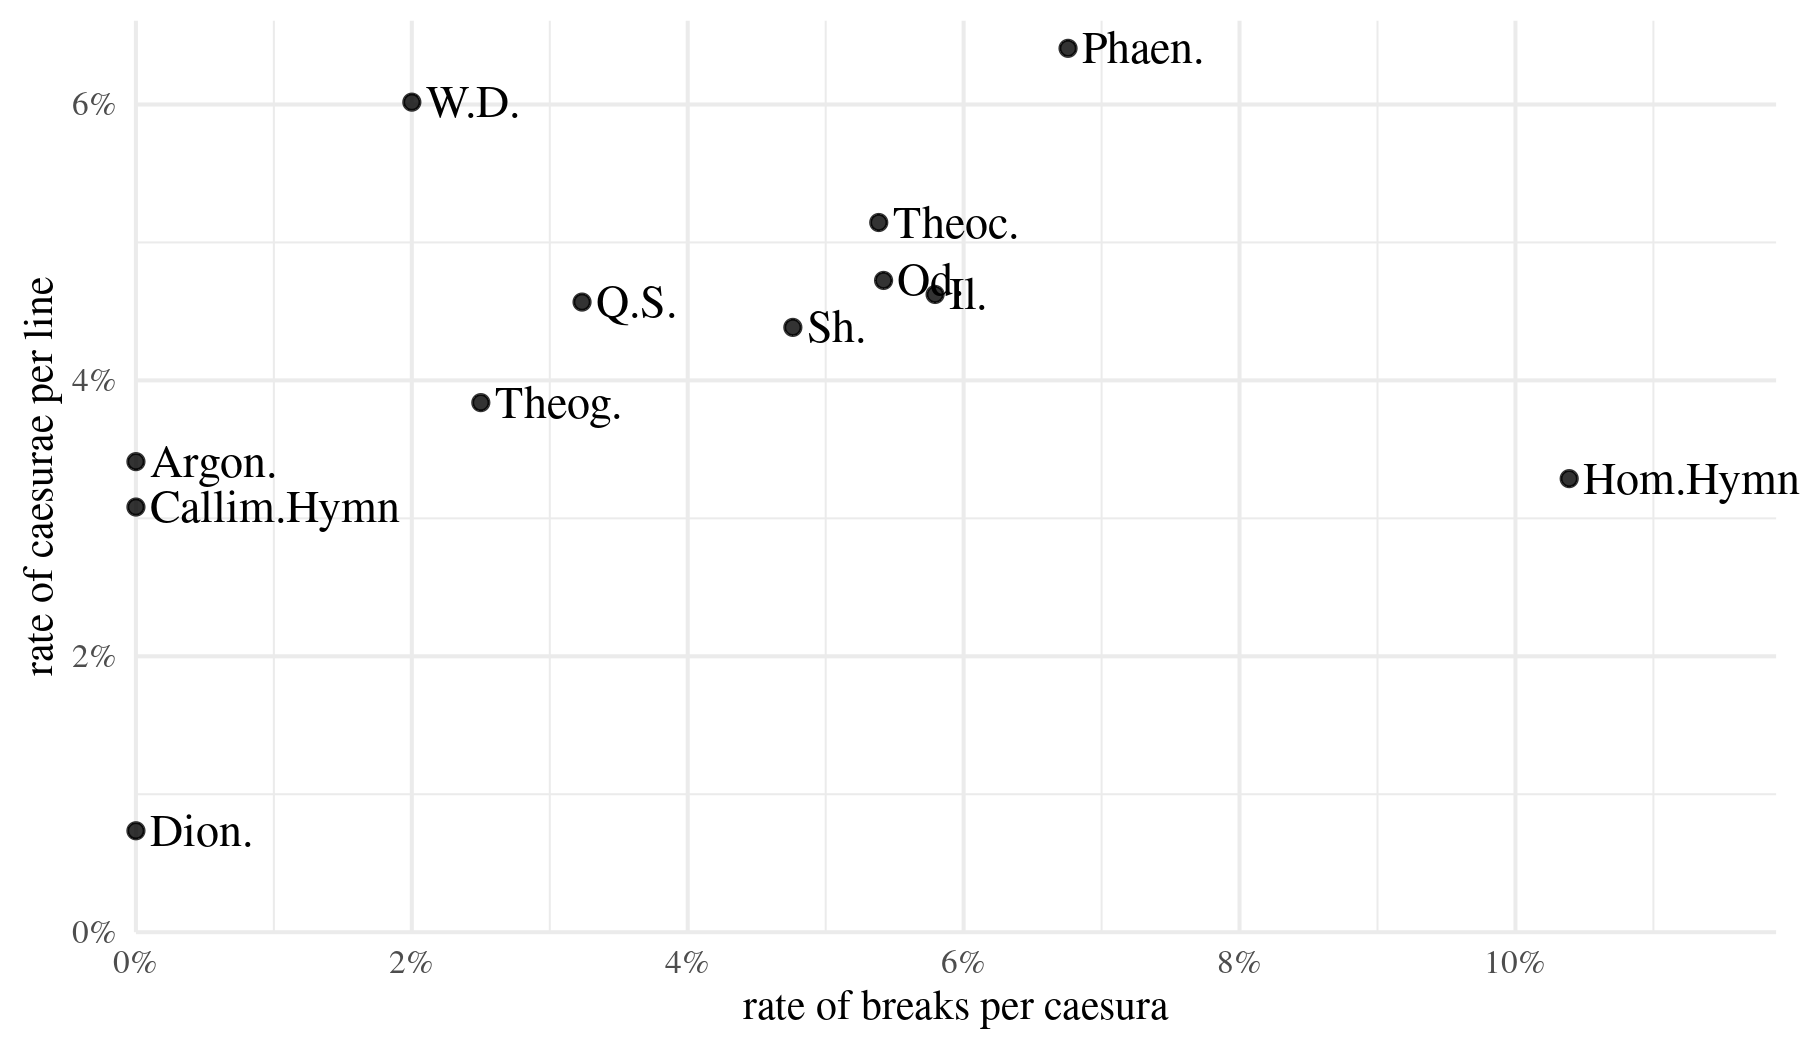 Phaen.
6%
W.D.
Theoc.
Od.
Il.
Q.S.
Sh.
4%
Theog.
Argon.
Hom.Hymn
Callim.Hymn
rate of caesurae per line
2%
Dion.
0%
0%
2%
4%
6%
8%
10%
rate of breaks per caesura